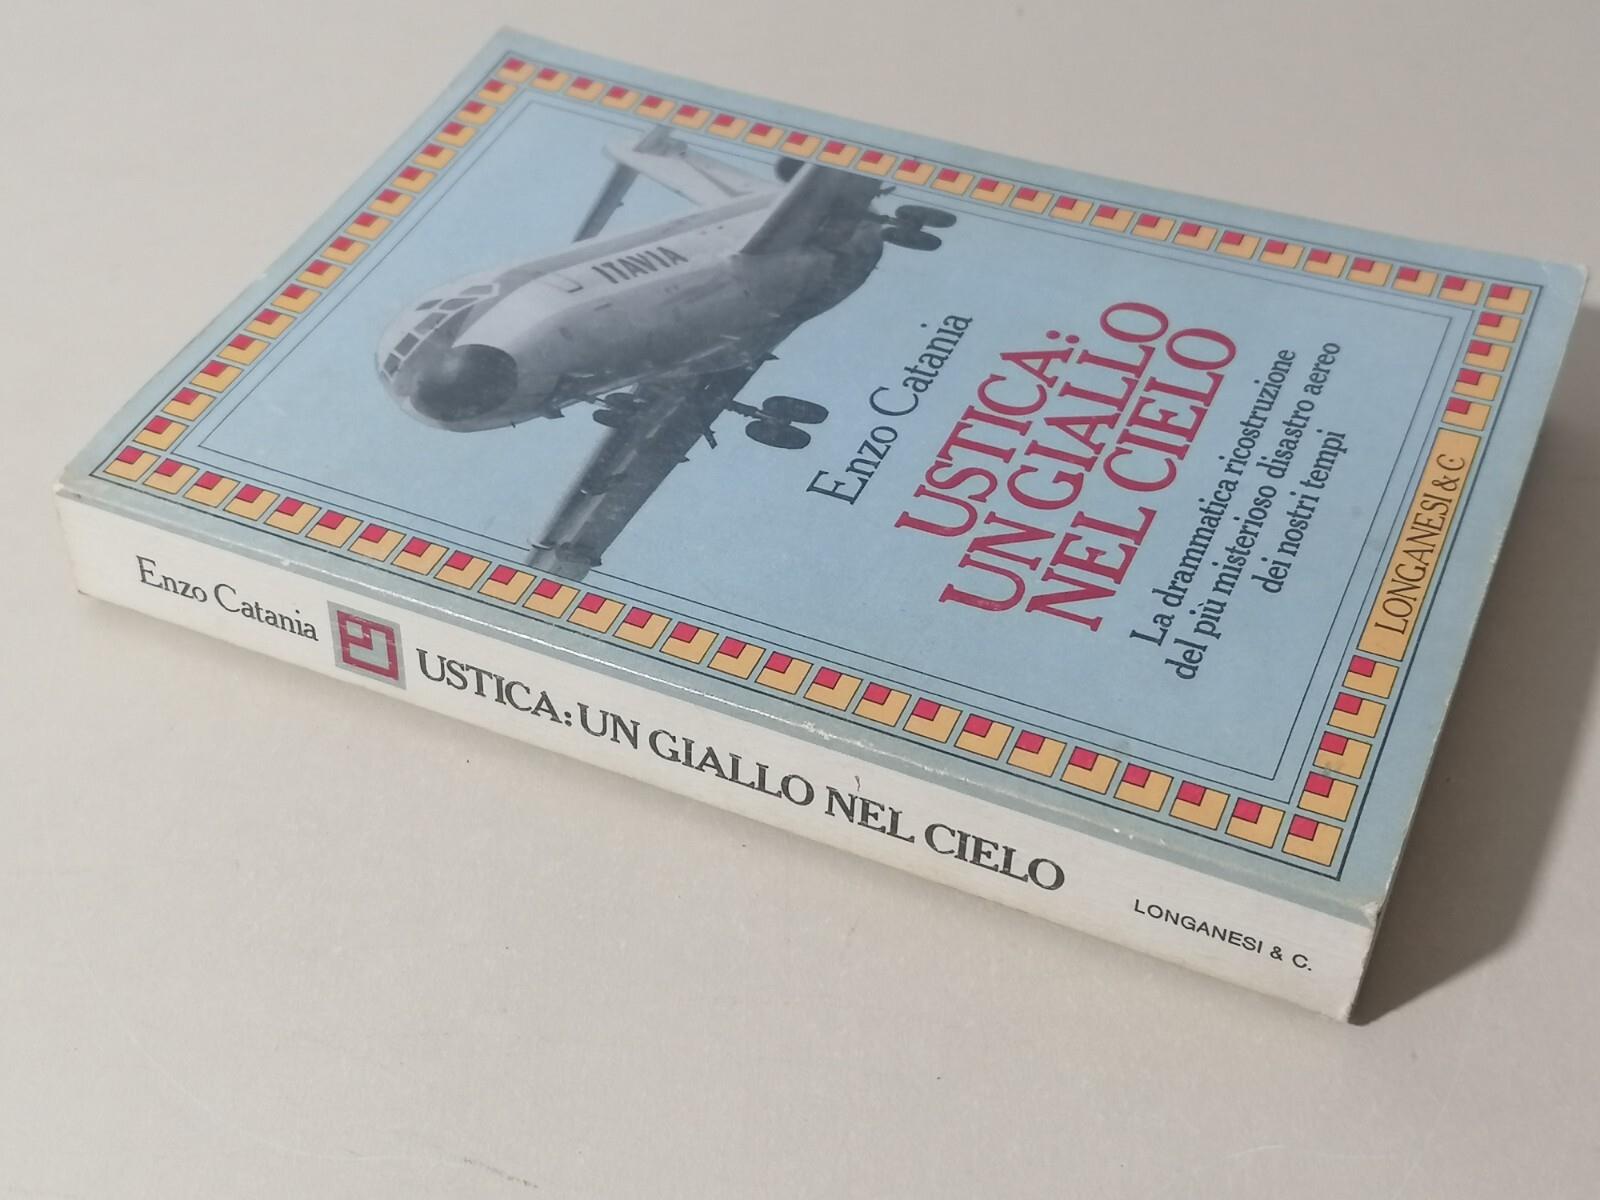 ITAVIA
Enzo Catania
USTICA:
UN GIALLO
NEL CIELO
La drammatica ricostruzione
del più misterioso disastro aereo
dei nostri tempi
LONGANESI & C
Enzo Catania
USTICA: UN GIALLO NEL CIELO
LONGANESI & C.